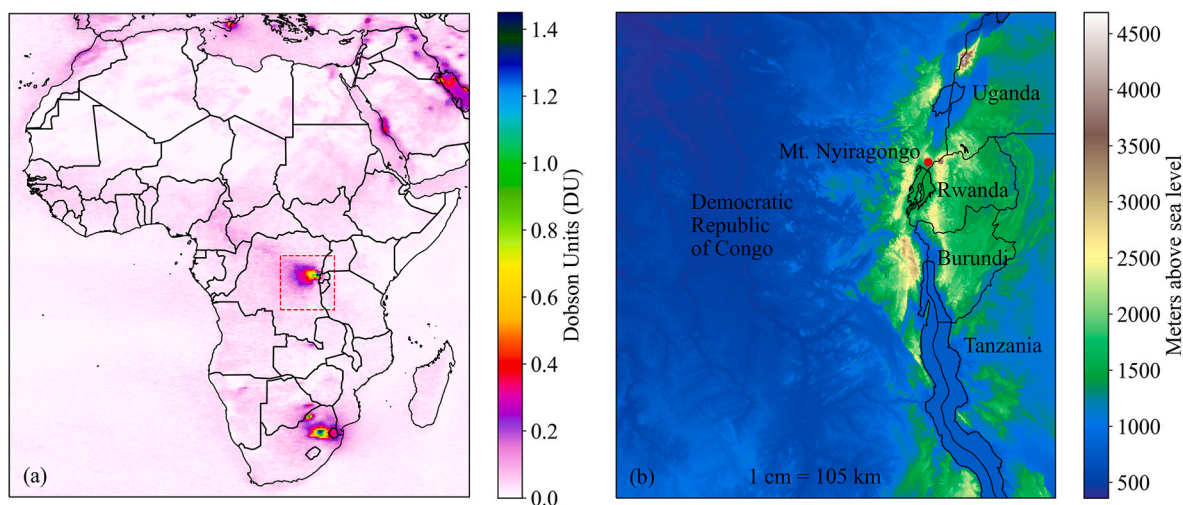 1.4
1.2
1.0
0.8
0.6
0.4
0.2
0.0
Dobson Units (DU)
(a)
Uganda
Mt. Nyiragongo
Rwanda
Democratic
Republic
of Congo
Burundi
Tanzania
1 cm = 105 km
(b)
4500
4000
3500
3000
2500
2000
1500
1000
500
Meters above sea level